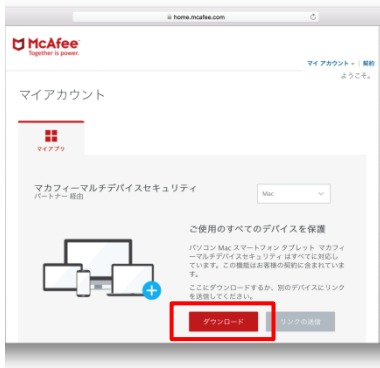 home.mcafee.com
McAfee
Together is power.
マイ アカウント | 契約
ようこそ。
マイアカウント
マイアプリ
マカフィーマルチデバイスセキュリティ
パートナー 経由
Mac
ご使用のすべてのデバイスを保護
パソコン Mac スマートフォン タブレット マカフィ
ーマルチデバイスセキュリティ はすべてに対応し
ています。この機能はお客様の契約に含まれていま
す。
ここにダウンロードするか、別のデバイスにリンク
を送信してください。
ダウンロード
リンクの送信